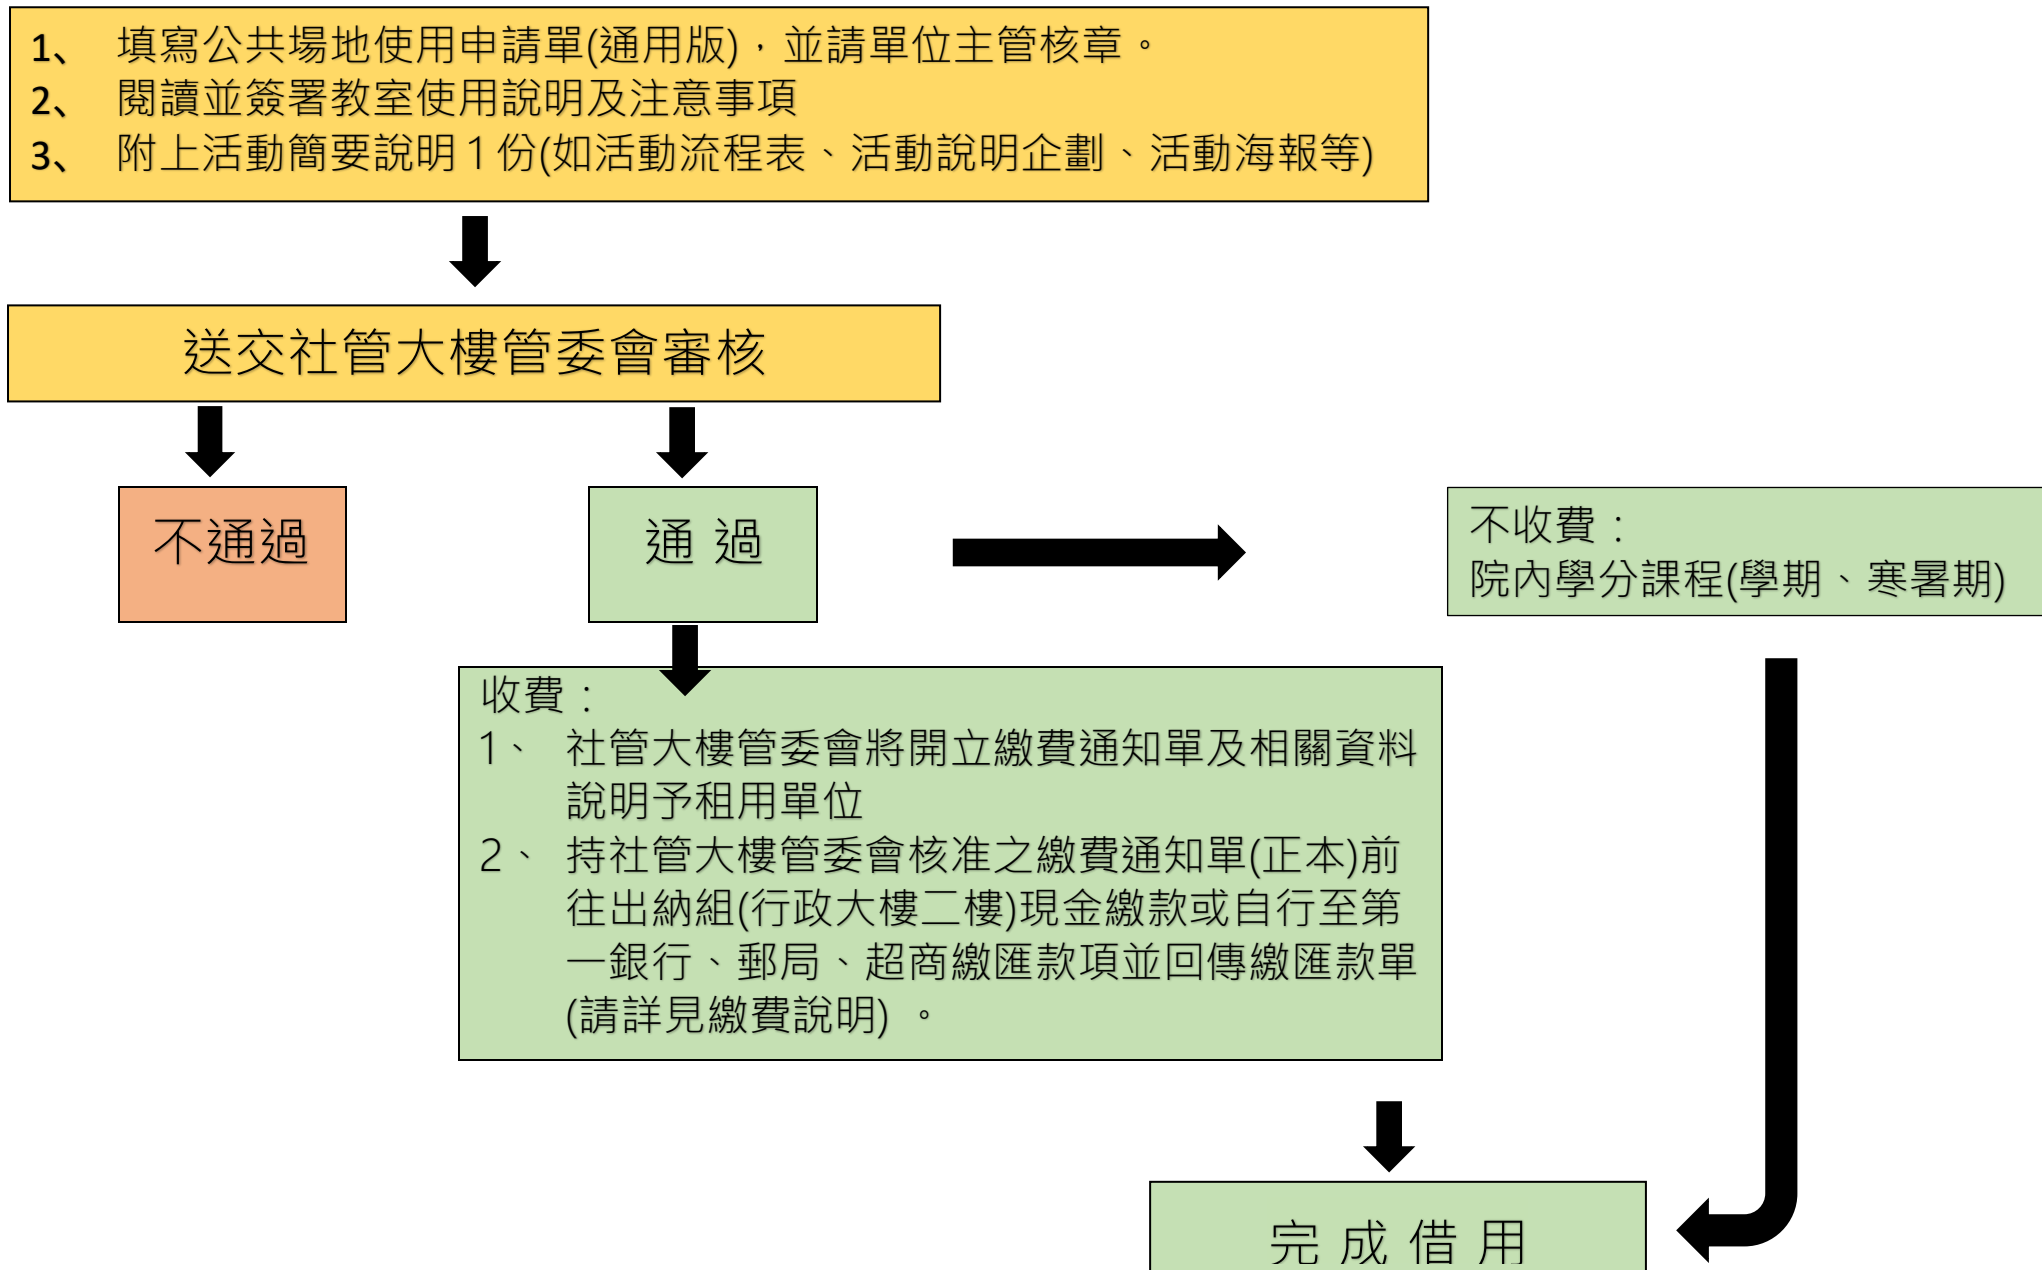 1、 填寫公共場地使用申請單(通用版)，並請單位主管核章。
2、 閱讀並簽署教室使用說明及注意事項
3、 附上活動簡要說明1份(如活動流程表、活動說明企劃、活動海報等)
送交社管大樓管委會審核
不通過
通 過
不收費：
院內學分課程(學期、寒暑期)
收費：
1、 社管大樓管委會將開立繳費通知單及相關資料
說明予租用單位
2、 持社管大樓管委會核准之繳費通知單(正本)前
往出納組(行政大樓二樓)現金繳款或自行至第
一銀行、郵局、超商繳匯款項並回傳繳匯款單
(請詳見繳費說明) 。
完 成 借 用